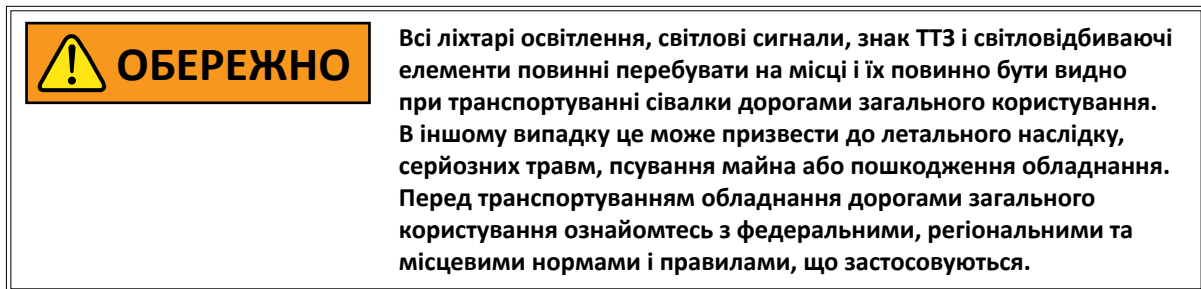 ОБЕРЕЖНО
Всі ліхтарі освітлення, світлові сигнали, знак ТТЗ і світловідбиваючі
елементи повинні перебувати на місці і їх повинно бути видно
при транспортуванні сівалки дорогами загального користування.
В іншому випадку це може призвести до летального наслідку,
серйозних травм, псування майна або пошкодження обладнання.
Перед транспортуванням обладнання дорогами загального
користування ознайомтесь з федеральними, регіональними та
місцевими нормами і правилами, що застосовуються.